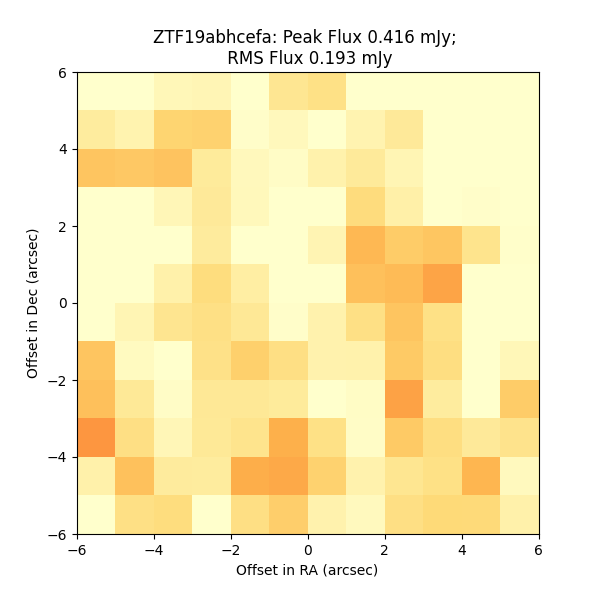 ZTF19abhcefa: Peak Flux 0.416 mJy;
RMS Flux 0.193 mJy
6
4
2
0
−2
−4
−6
Offset in Dec (arcsec)
−6 −4 −2 0 2 4 6
Offset in RA (arcsec)